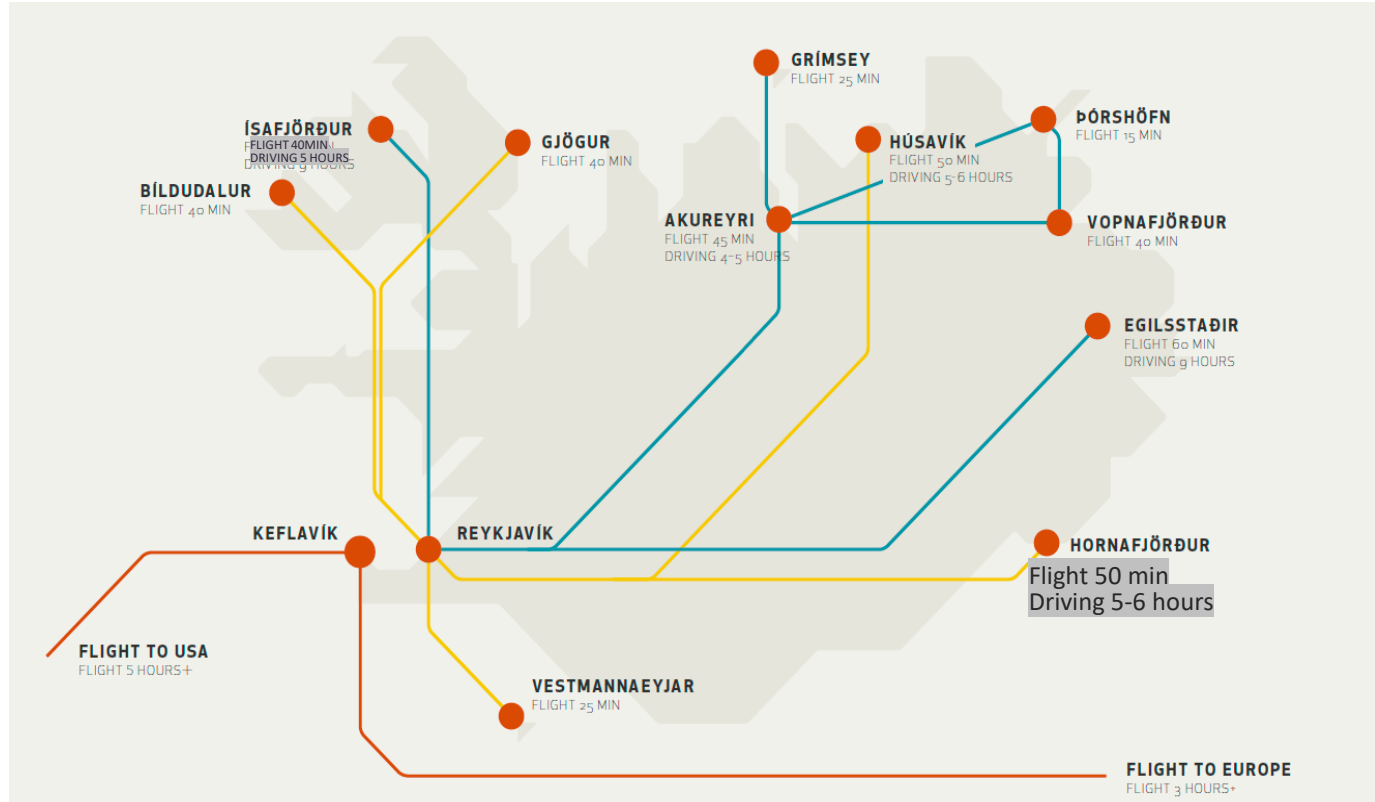 GRÍMSEY
FLIGHT 25 MIN
ÞÓRSHÖFN
FLIGHT 15 MIN
ÍSAFJÖRÐUR
FLIGHT 40MIN
DRIVING 5 HOURS
DRIVING 9 HOURS
GJÖGUR
FLIGHT 40 MIN
HÚSAVÍK
FLIGHT 50 MIN
DRIVING 5-6 HOURS
BÍLDUDALUR
FLIGHT 40 MIN
AKUREYRI
FLIGHT 45 MIN
DRIVING 4-5 HOURS
VOPNAFJÖRÐUR
FLIGHT 40 MIN
EGILSSTAÐIR
FLIGHT 60 MIN
DRIVING 9 HOURS
KEFLAVÍK
REYKJAVÍK
HORNAFJÖRÐUR
Flight 50 min
Driving 5-6 hours
FLIGHT TO USA
FLIGHT 5 HOURS+
VESTMANNAEYJAR
FLIGHT 25 MIN
FLIGHT TO EUROPE
FLIGHT 3 HOURS+